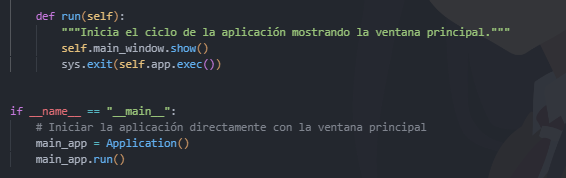 def run(self):
"""Inicia el ciclo de la aplicación mostrando la ventana principal."""
self.main_window.show()
sys.exit(self.app.exec())
if __name__ == "__main__":
# Iniciar la aplicación directamente con la ventana principal
main_app = Application()
main_app.run()